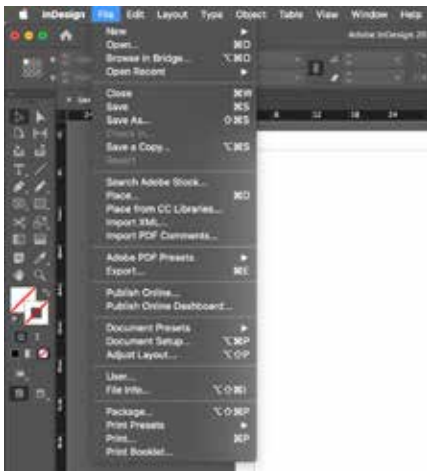 InDesign File Edit Layout Type Object Table View Window Help
Adobe InDesign 20
New
Open... ⌘O
Browse in Bridge... ⌥⌘O
Open Recent
Close ⌘W
Save ⌘S
Save As... ⇧⌘S
Check In...
Save a Copy... ⌥⌘S
Revert
Search Adobe Stock...
Place... ⌘D
Place from CC Libraries...
Import XML...
Import PDF Comments...
Adobe PDF Presets
Export... ⌘E
Publish Online...
Publish Online Dashboard...
Document Presets
Document Setup... ⌥⌘P
Adjust Layout... ⌥⇧P
User...
File Info... ⌥⇧⌘I
Package... ⌥⇧⌘P
Print Presets
Print... ⌘P
Print Booklet...